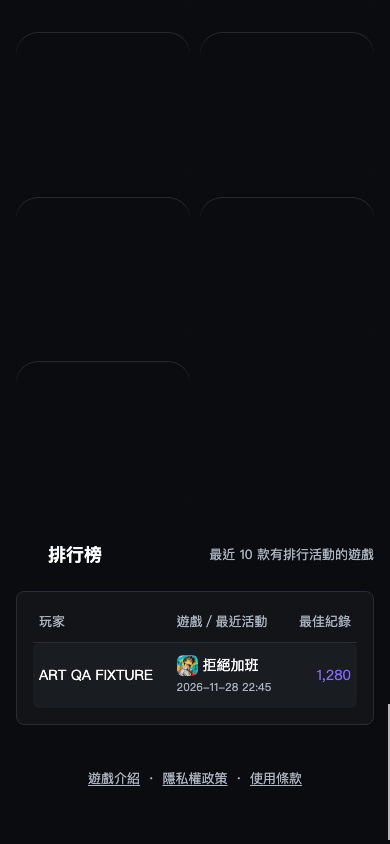 排行榜
最近 10 款有排行活動的遊戲
玩家 遊戲 / 最近活動 最佳紀錄
ART QA FIXTURE 拒絕加班 1,280
2026-11-28 22:45
遊戲介紹 · 隱私權政策 · 使用條款